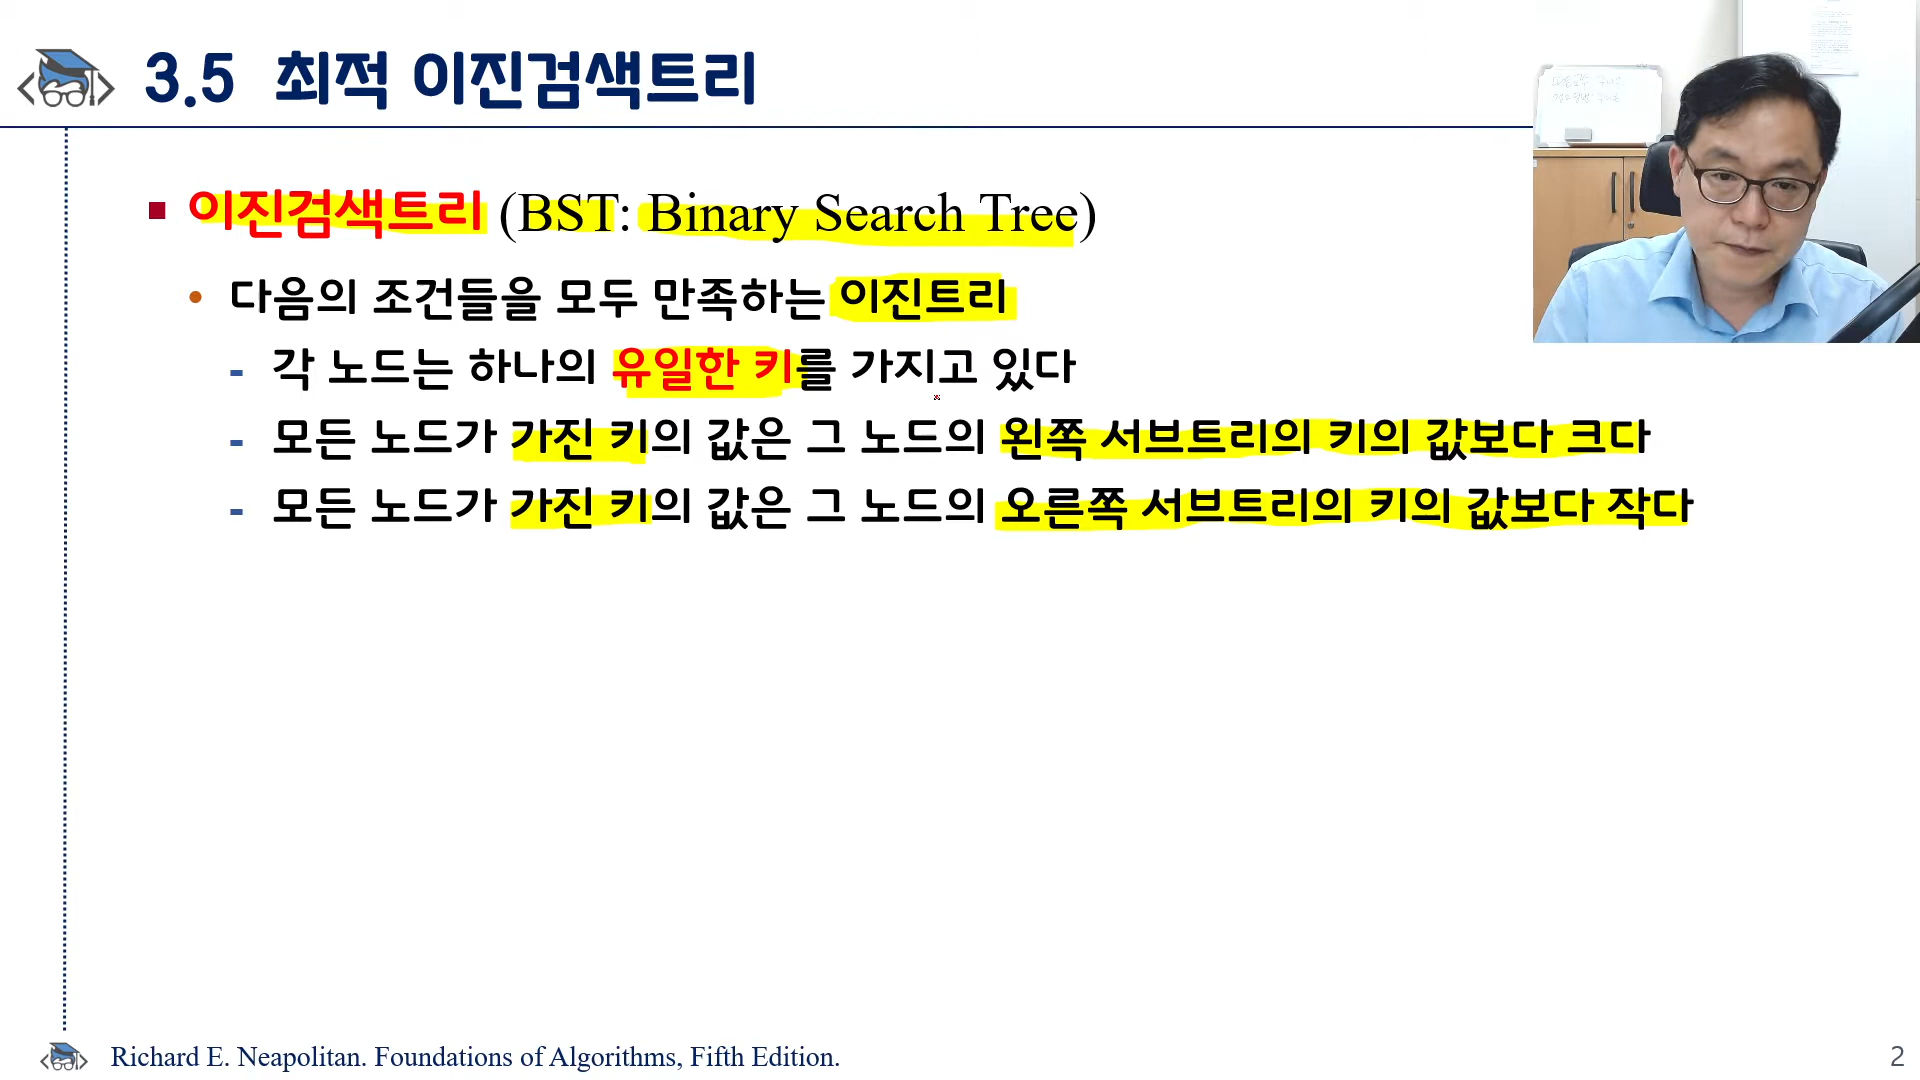 3.5 최적 이진검색트리
이진검색트리 (BST: Binary Search Tree)
다음의 조건들을 모두 만족하는 이진트리
- 각 노드는 하나의 유일한 키를 가지고 있다
- 모든 노드가 가진 키의 값은 그 노드의 왼쪽 서브트리의 키의 값보다 크다
- 모든 노드가 가진 키의 값은 그 노드의 오른쪽 서브트리의 키의 값보다 작다
Richard E. Neapolitan. Foundations of Algorithms, Fifth Edition.
2